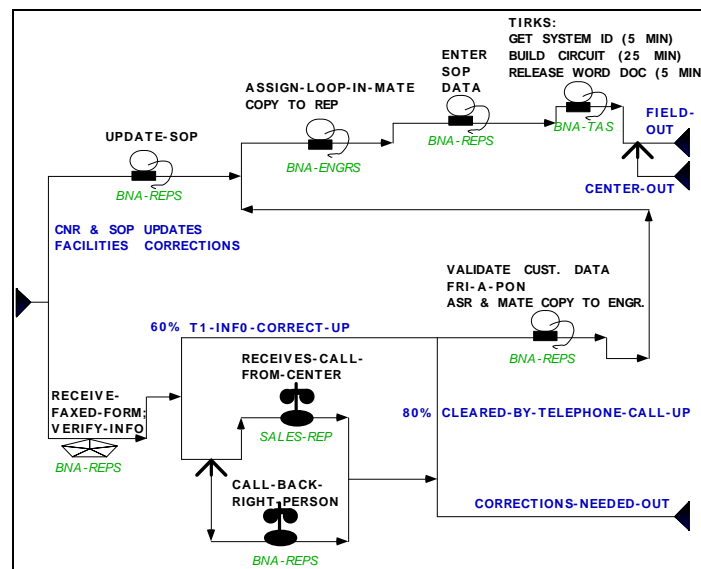 TIRKS:
GET SYSTEM ID (5 MIN)
BUILD CIRCUIT (25 MIN)
RELEASE WORD DOC (5 MIN
ENTER
SOP
DATA
ASSIGN-LOOP-IN-MATE
COPY TO REP
UPDATE-SOP
FIELD-
OUT
BNA-TAS
BNA-REPS
BNA-ENGRS
BNA-REPS
CENTER-OUT
CNR & SOP UPDATES
FACILITIES CORRECTIONS
VALIDATE CUST. DATA
FRI-A-PON
ASR & MATE COPY TO ENGR.
60% T1-INF0-CORRECT-UP
BNA-REPS
RECEIVES-CALL-
FROM-CENTER
RECEIVE-
FAXED-FORM;
VERIFY-INFO
80% CLEARED-BY-TELEPHONE-CALL-UP
SALES-REP
BNA-REPS
CALL-BACK-
RIGHT-PERSON
CORRECTIONS-NEEDED-OUT
BNA-REPS